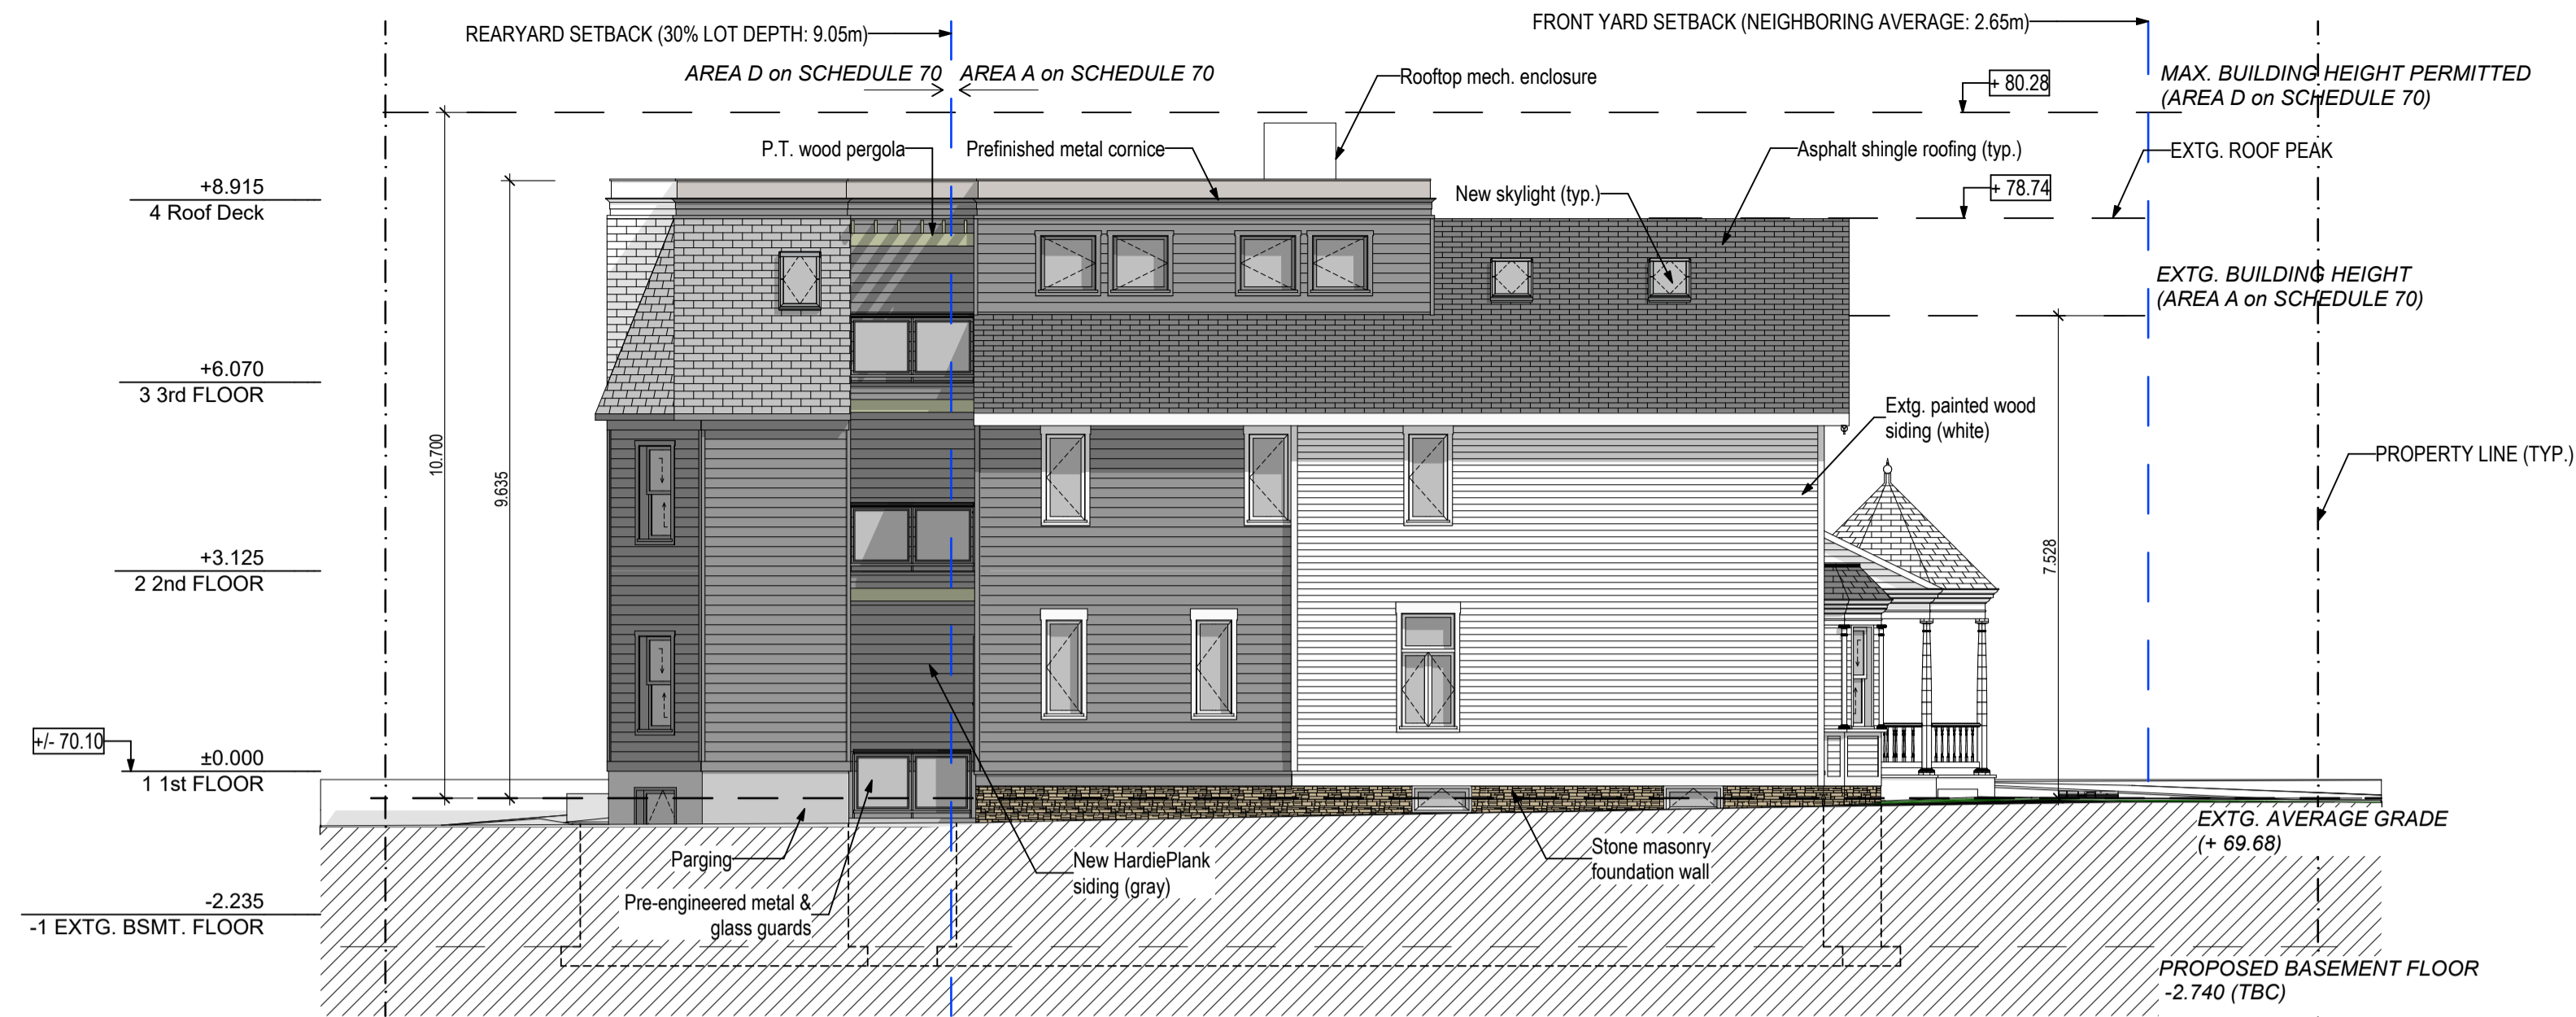 FRONT YARD SETBACK (NEIGHBORING AVERAGE: 2.65m)
REARYARD SETBACK (30% LOT DEPTH: 9.05m)
AREA D on SCHEDULE 70
AREA A on SCHEDULE 70
Rooftop mech. enclosure
+ 80.28
MAX. BUILDING HEIGHT PERMITTED
(AREA D on SCHEDULE 70)
P.T. wood pergola
Prefinished metal cornice
Asphalt shingle roofing (typ.)
EXTG. ROOF PEAK
+8.915
4 Roof Deck
New skylight (typ.)
+ 78.74
EXTG. BUILDING HEIGHT
(AREA A on SCHEDULE 70)
+6.070
3 3rd FLOOR
Extg. painted wood
siding (white)
10.700
9.635
PROPERTY LINE (TYP.)
+3.125
2 2nd FLOOR
7.528
+/- 70.10
±0.000
1 1st FLOOR
EXTG. AVERAGE GRADE
(+ 69.68)
Parging
New HardiePlank
siding (gray)
Stone masonry
foundation wall
Pre-engineered metal &
glass guards
-2.235
-1 EXTG. BSMT. FLOOR
PROPOSED BASEMENT FLOOR
-2.740 (TBC)